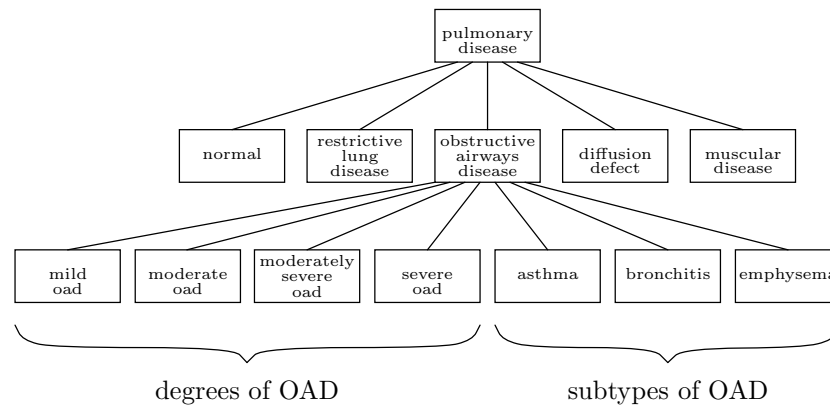 pulmonary
disease
normal
restrictive
lung
disease
obstructive
airways
disease
diffusion
defect
muscular
disease
mild
oad
moderate
oad
moderately
severe
oad
severe
oad
asthma
bronchitis
emphysema
degrees of OAD
subtypes of OAD